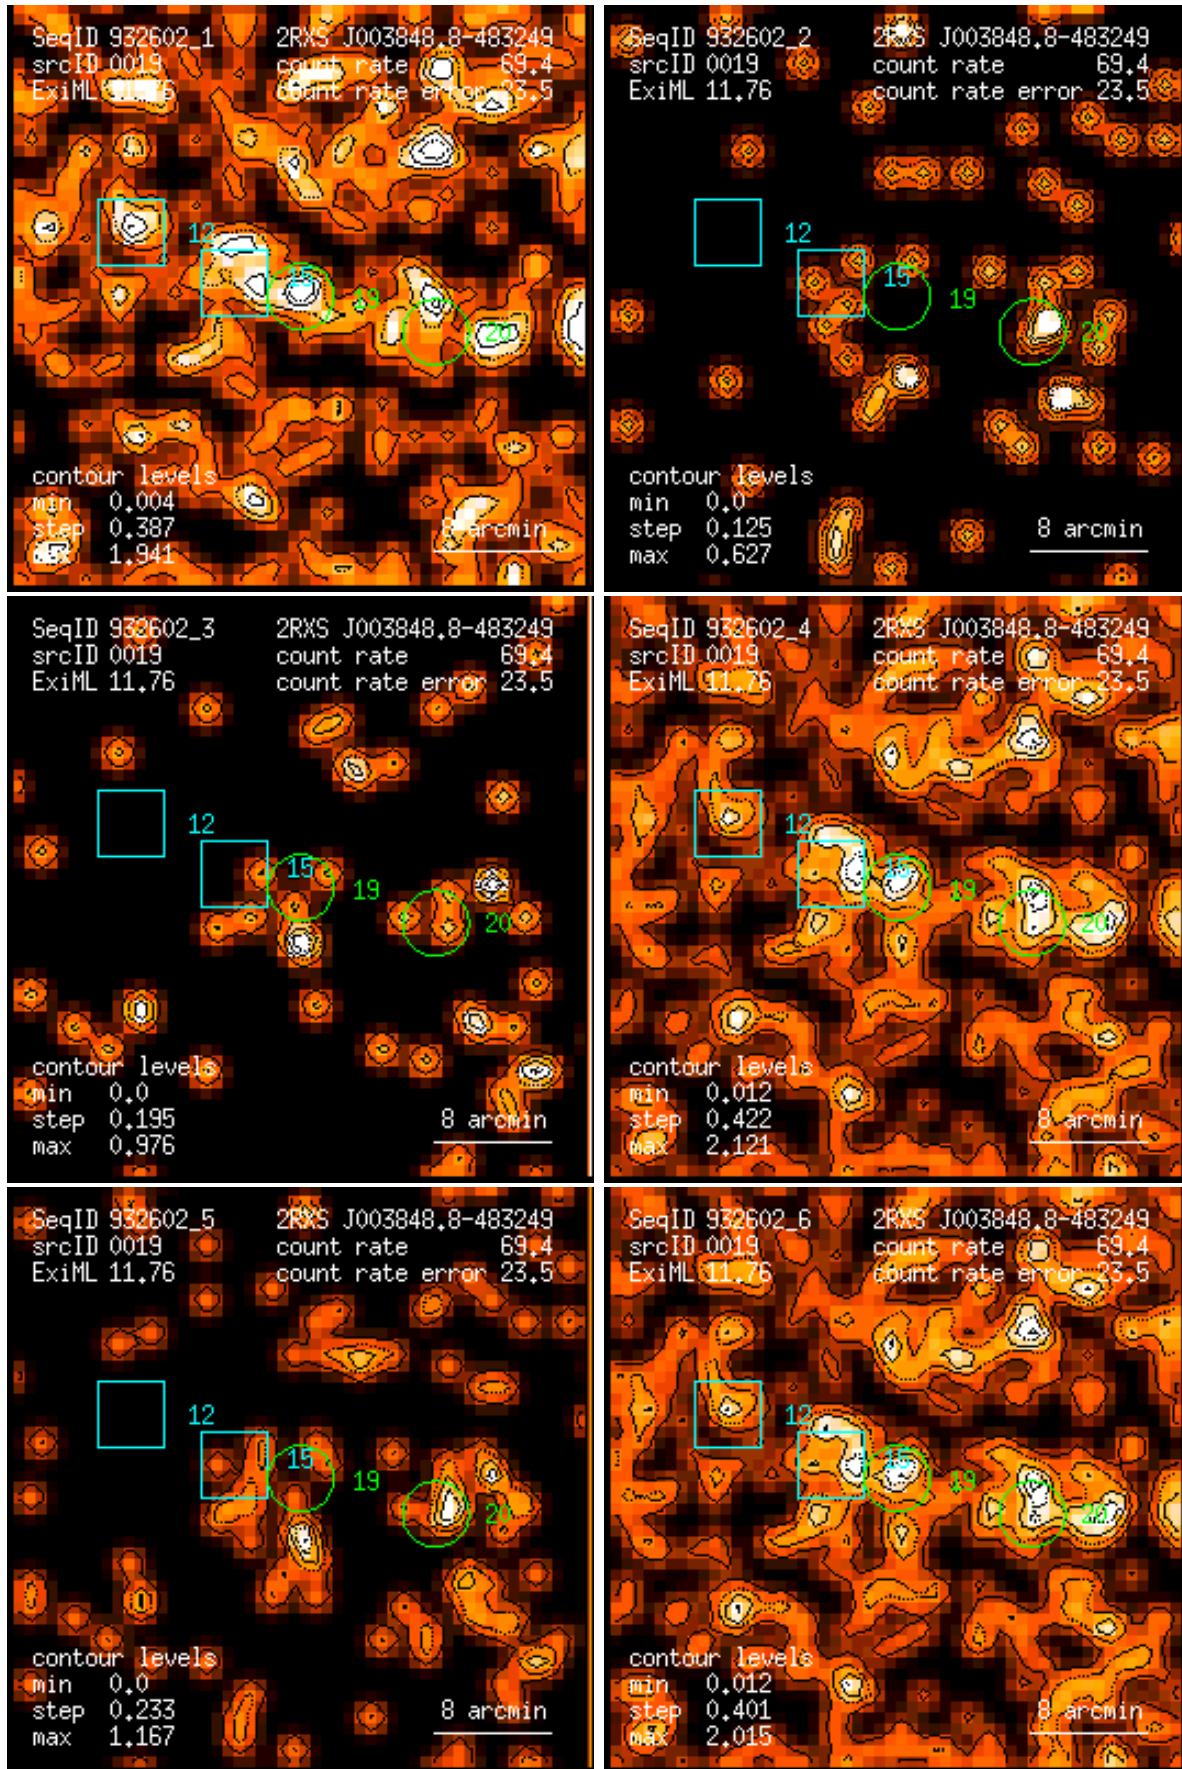 SeqID 932602_1 2RXS J003848.8-483249
srcID 0019 count rate 69.4
ExiML 11.76 count rate error 23.5
12
15
19
20
contour levels
min 0.004
step 0.387 8 arcmin
max 1.941
SeqID 932602_2 2RXS J003848.8-483249
srcID 0019 count rate 69.4
ExiML 11.76 count rate error 23.5
12
15
19
20
contour levels
min 0.0
step 0.125 8 arcmin
max 0.627
SeqID 932602_3 2RXS J003848.8-483249
srcID 0019 count rate 69.4
ExiML 11.76 count rate error 23.5
12
15
19
20
contour levels
min 0.0
step 0.195 8 arcmin
max 0.976
SeqID 932602_4 2RXS J003848.8-483249
srcID 0019 count rate 69.4
ExiML 11.76 count rate error 23.5
12
15
19
20
contour levels
min 0.012
step 0.422 8 arcmin
max 2.121
SeqID 932602_5 2RXS J003848.8-483249
srcID 0019 count rate 69.4
ExiML 11.76 count rate error 23.5
12
15
19
20
contour levels
min 0.0
step 0.233 8 arcmin
max 1.167
SeqID 932602_6 2RXS J003848.8-483249
srcID 0019 count rate 69.4
ExiML 11.76 count rate error 23.5
12
15
19
20
contour levels
min 0.012
step 0.401 8 arcmin
max 2.015